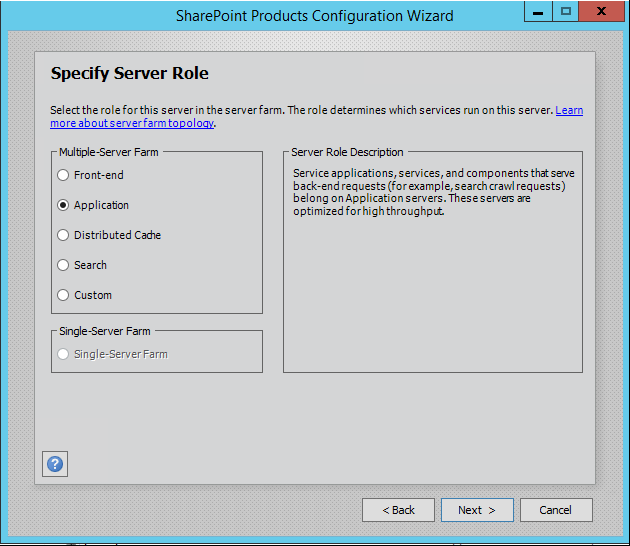 SharePoint Products Configuration Wizard
Specify Server Role
Select the role for this server in the server farm. The role determines which services run on this server. Learn
more about server farm topology.
Multiple-Server Farm
Front-end
Application
Distributed Cache
Search
Custom
Single-Server Farm
Single-Server Farm
Server Role Description
Service applications, services, and components that serve
back-end requests (for example, search crawl requests)
belong on Application servers. These servers are
optimized for high throughput.
?
< Back
Next >
Cancel